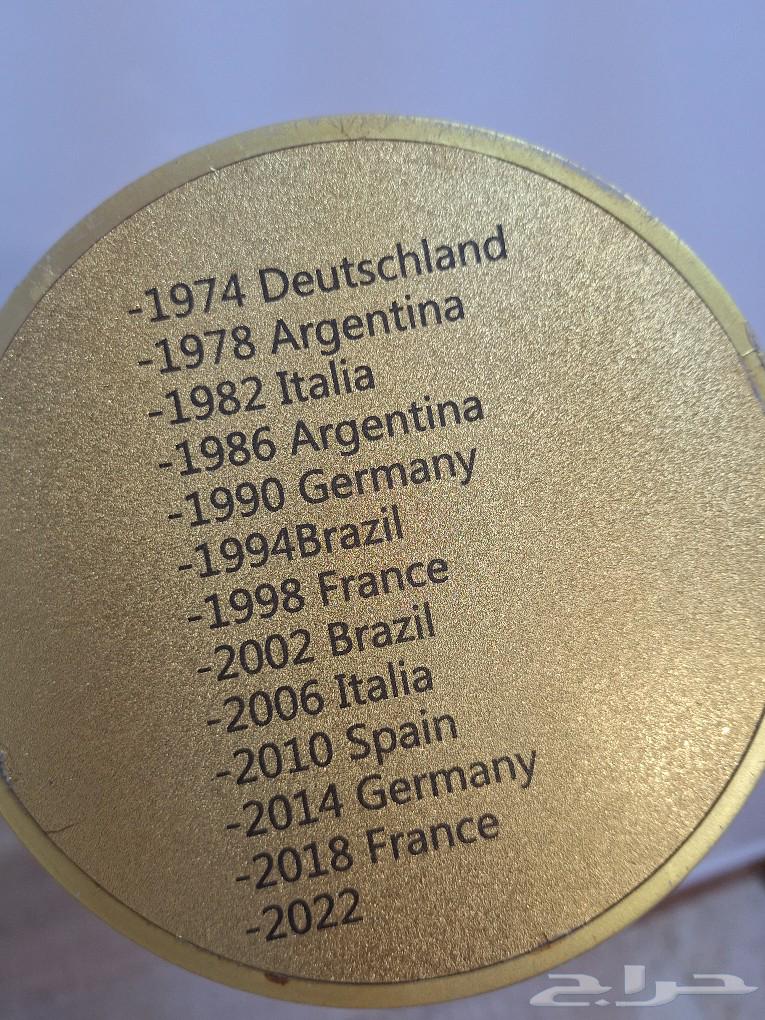 -1974 Deutschland
-1978 Argentina
-1982 Italia
-1986 Argentina
-1990 Germany
-1994Brazil
-1998 France
-2002 Brazil
-2006 Italia
-2010 Spain
-2014 Germany
-2018 France
-2022
حراج